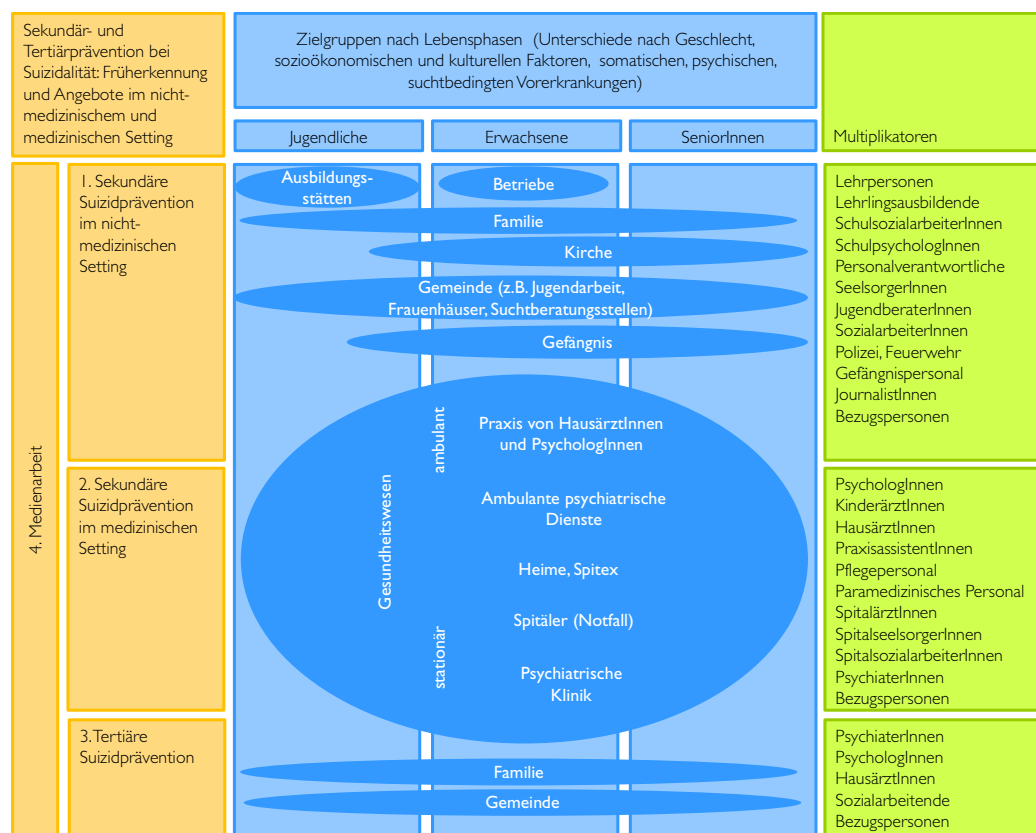 Sekundär- und
Tertiärprävention bei
Suizidalität: Früherkennung
und Angebote im nicht-
medizinischem und
medizinischen Setting
Zielgruppen nach Lebensphasen (Unterschiede nach Geschlecht,
sozioökonomischen und kulturellen Faktoren, somatischen, psychischen,
suchtbedingten Vorerkrankungen)
Jugendliche
Erwachsene
SeniorInnen
Multiplikatoren
4. Medienarbeit
1. Sekundäre
Suizidprävention
im nicht-
medizinischen
Setting
Ausbildungs-
stätten
Betriebe
Familie
Kirche
Gemeinde (z.B. Jugendarbeit,
Frauenhäuser, Suchtberatungsstellen)
Gefängnis
Lehrpersonen
Lehrlingsausbildende
SchulsozialarbeiterInnen
SchulpsychologInnen
Personalverantwortliche
SeelsorgerInnen
JugendberaterInnen
SozialarbeiterInnen
Polizei, Feuerwehr
Gefängnispersonal
JournalistInnen
Bezugspersonen
Gesundheitswesen
ambulant
Praxis von HausärztInnen
und PsychologInnen
2. Sekundäre
Suizidprävention
im medizinischen
Setting
Ambulante psychiatrische
Dienste
Heime, Spitex
stationär
Spitäler (Notfall)
Psychiatrische
Klinik
PsychologInnen
KinderärztInnen
HausärztInnen
PraxisassistentInnen
Pflegepersonal
Paramedizinisches Personal
SpitalärztInnen
SpitalseelsorgerInnen
SpitalsozialarbeiterInnen
PsychiaterInnen
Bezugspersonen
3. Tertiäre
Suizidprävention
Familie
Gemeinde
PsychiaterInnen
PsychologInnen
HausärztInnen
Sozialarbeitende
Bezugspersonen